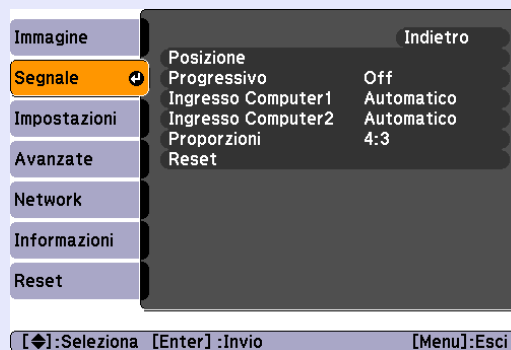 Immagine
Segnale
Impostazioni
Avanzate
Network
Informazioni
Reset
Indietro
Posizione
Progressivo Off
Ingresso Computer1 Automatico
Ingresso Computer2 Automatico
Proporzioni 4:3
Reset
[◆]:Seleziona [Enter] :Invio [Menu]:Esci